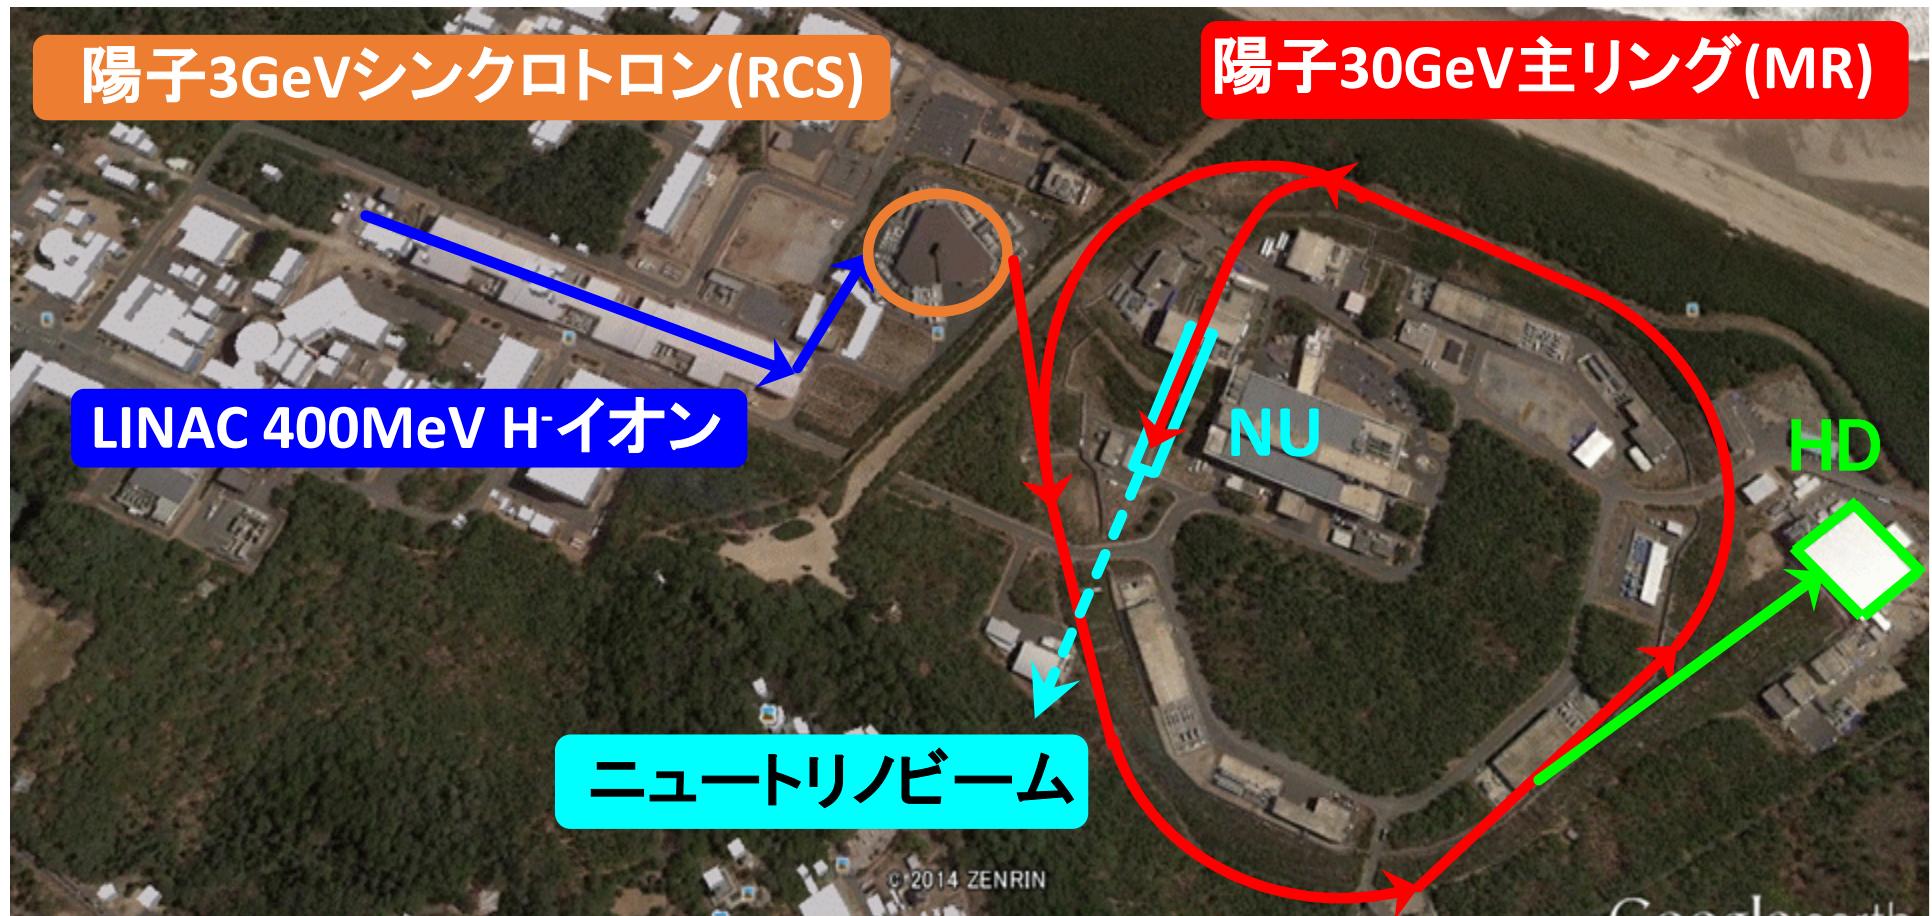 陽子3GeVシンクロトロン(RCS)
陽子30GeV主リング(MR)
LINAC 400MeV H-イオン
NU
HD
ニュートリノビーム
© 2014 ZENRIN